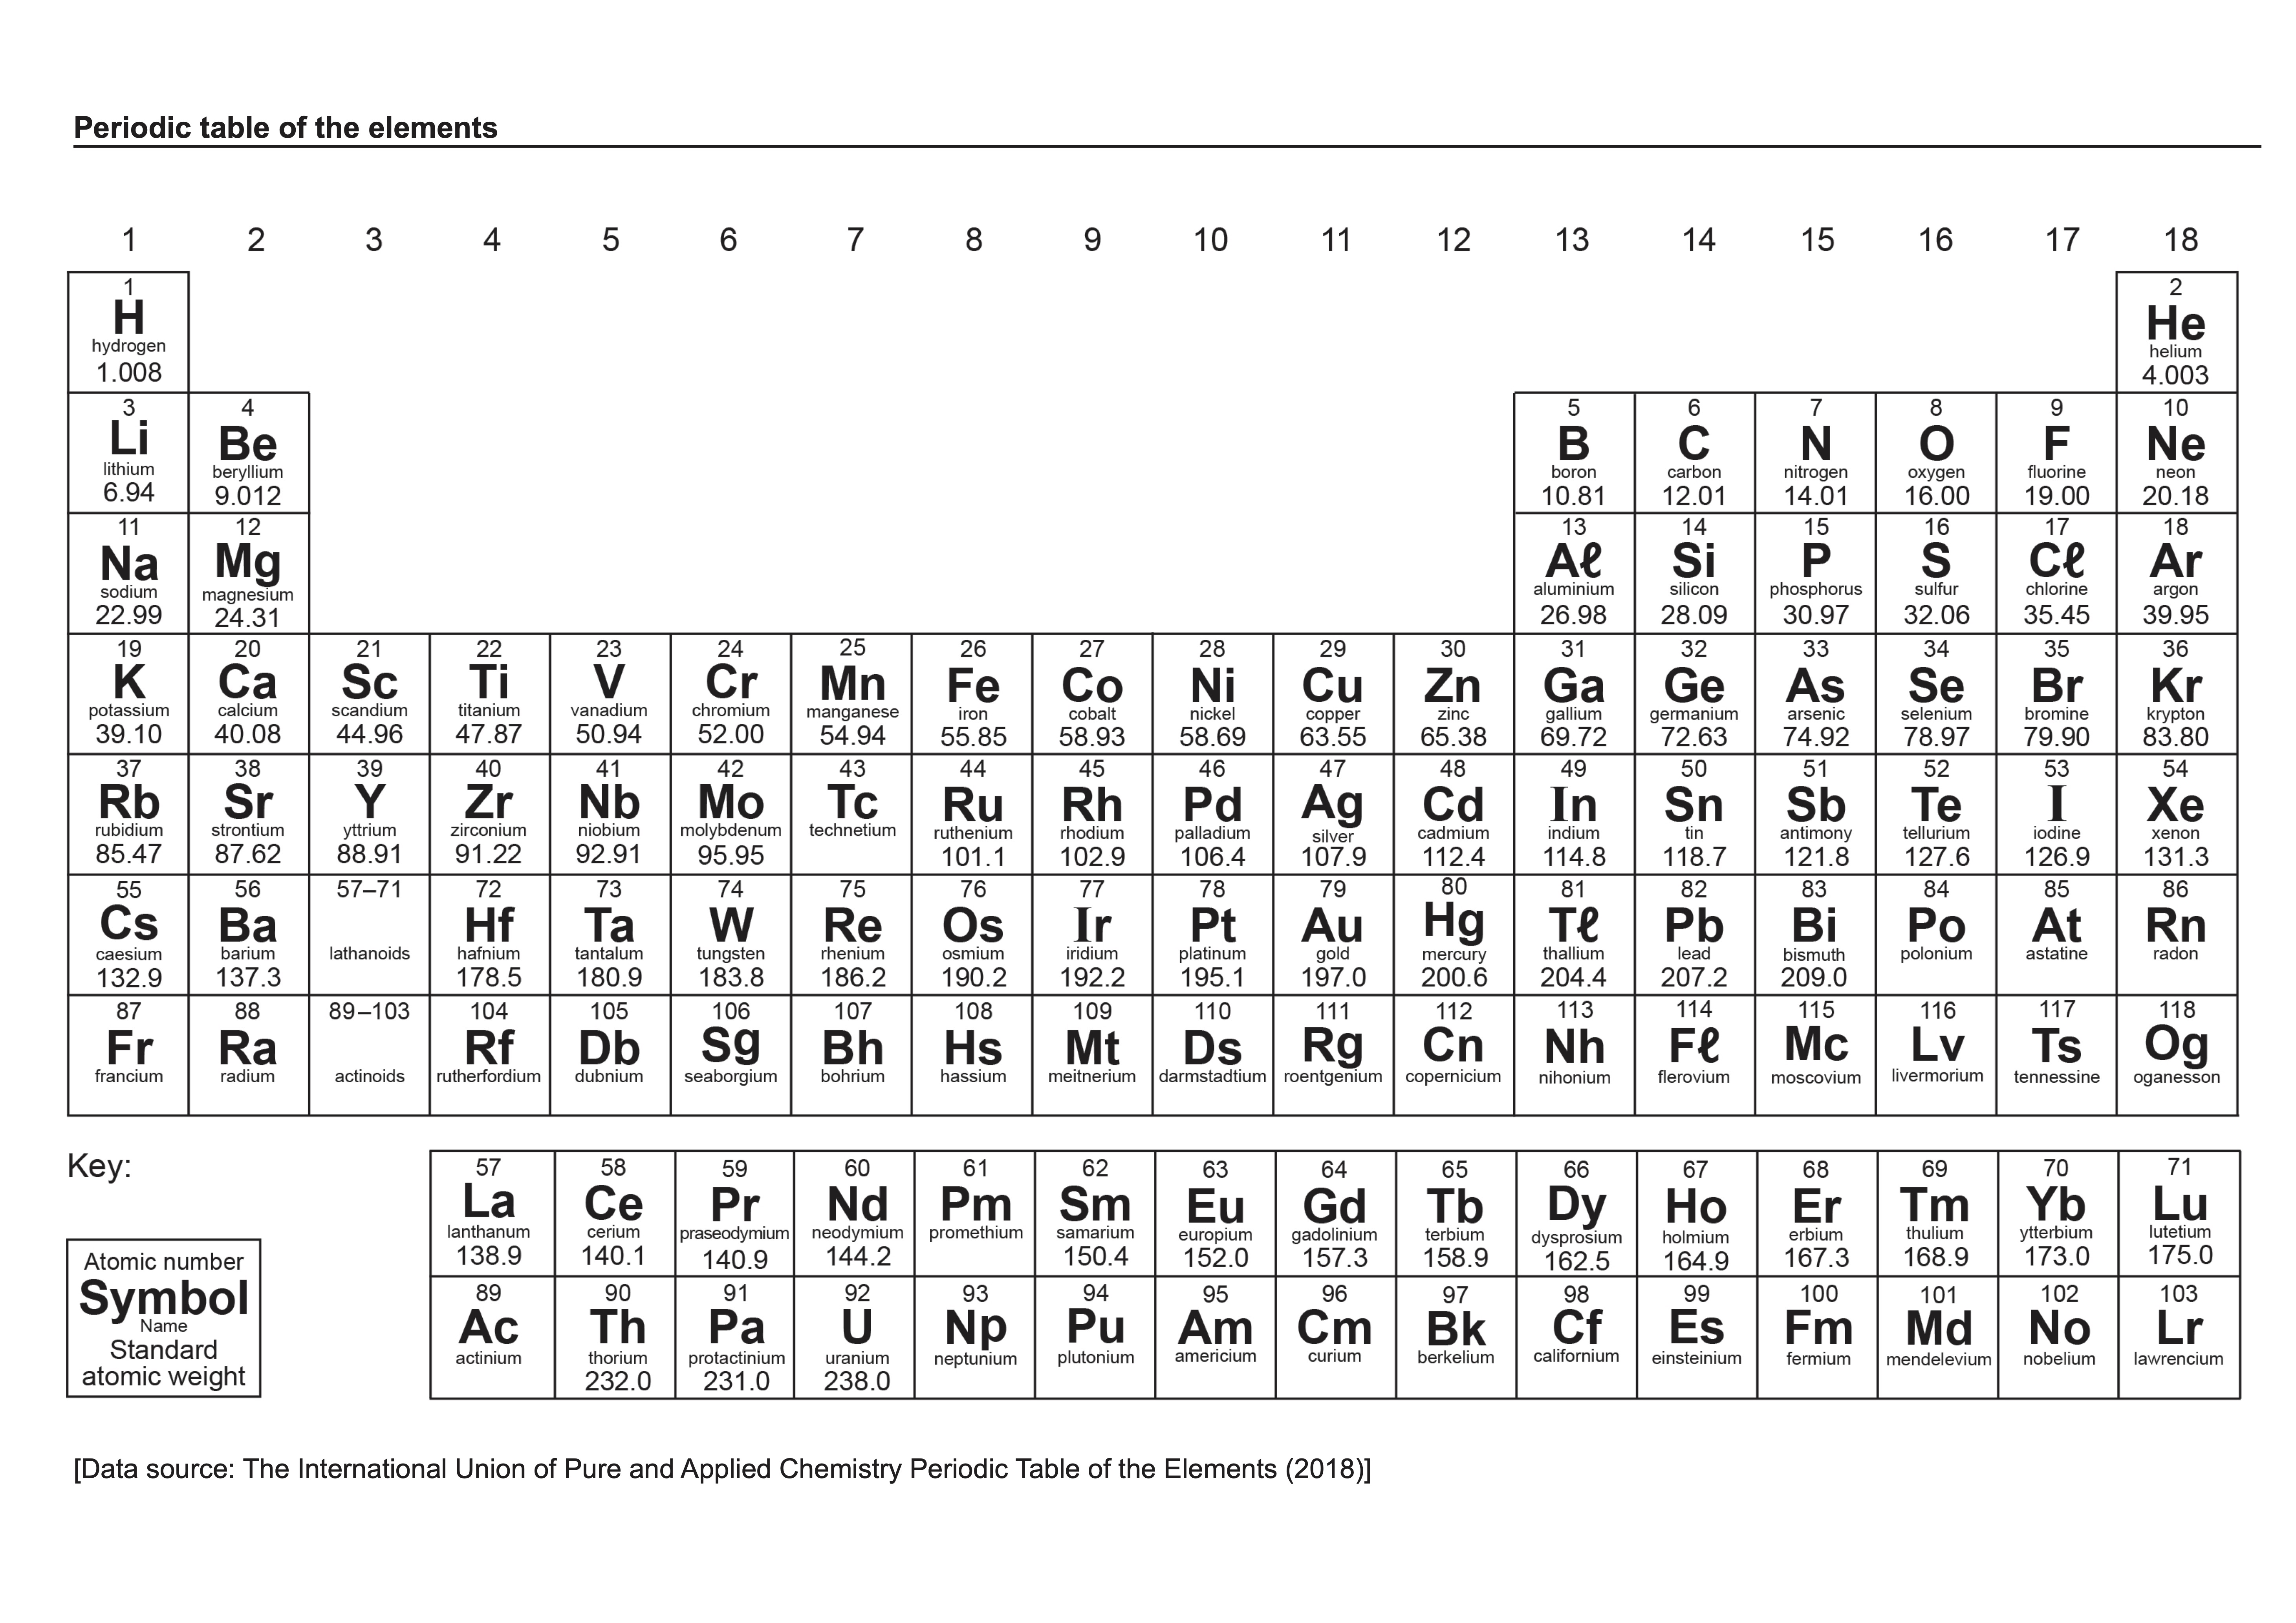 Periodic table of the elements
1 2 3 4 5 6 7 8 9 10 11 12 13 14 15 16 17 18
1 2
H He
hydrogen helium
1.008 4.003
3 4 5 6 7 8 9 10
Li Be B C N O F Ne
lithium beryllium boron carbon nitrogen oxygen fluorine neon
6.94 9.012 10.81 12.01 14.01 16.00 19.00 20.18
11 12 13 14 15 16 17 18
Na Mg Aℓ Si P S Cℓ Ar
sodium magnesium aluminium silicon phosphorus sulfur chlorine argon
22.99 24.31 26.98 28.09 30.97 32.06 35.45 39.95
19 20 21 22 23 24 25 26 27 28 29 30 31 32 33 34 35 36
K Ca Sc Ti V Cr Mn Fe Co Ni Cu Zn Ga Ge As Se Br Kr
potassium calcium scandium titanium vanadium chromium manganese iron cobalt nickel copper zinc gallium germanium arsenic selenium bromine krypton
39.10 40.08 44.96 47.87 50.94 52.00 54.94 55.85 58.93 58.69 63.55 65.38 69.72 72.63 74.92 78.97 79.90 83.80
37 38 39 40 41 42 43 44 45 46 47 48 49 50 51 52 53 54
Rb Sr Y Zr Nb Mo Tc Ru Rh Pd Ag Cd In Sn Sb Te I Xe
rubidium strontium yttrium zirconium niobium molybdenum technetium ruthenium rhodium palladium silver cadmium indium tin antimony tellurium iodine xenon
85.47 87.62 88.91 91.22 92.91 95.95 101.1 102.9 106.4 107.9 112.4 114.8 118.7 121.8 127.6 126.9 131.3
55 56 57–71 72 73 74 75 76 77 78 79 80 81 82 83 84 85 86
Cs Ba Hf Ta W Re Os Ir Pt Au Hg Tℓ Pb Bi Po At Rn
caesium barium lathanoids hafnium tantalum tungsten rhenium osmium iridium platinum gold mercury thallium lead bismuth polonium astatine radon
132.9 137.3 178.5 180.9 183.8 186.2 190.2 192.2 195.1 197.0 200.6 204.4 207.2 209.0
87 88 89–103 104 105 106 107 108 109 110 111 112 113 114 115 116 117 118
Fr Ra Rf Db Sg Bh Hs Mt Ds Rg Cn Nh Fℓ Mc Lv Ts Og
francium radium actinoids rutherfordium dubnium seaborgium bohrium hassium meitnerium darmstadtium roentgenium copernicium nihonium flerovium moscovium livermorium tennessine oganesson
Key:
Atomic number
Symbol
Name
Standard
atomic weight
57 58 59 60 61 62 63 64 65 66 67 68 69 70 71
La Ce Pr Nd Pm Sm Eu Gd Tb Dy Ho Er Tm Yb Lu
lanthanum cerium praseodymium neodymium promethium samarium europium gadolinium terbium dysprosium holmium erbium thulium ytterbium lutetium
138.9 140.1 140.9 144.2 150.4 152.0 157.3 158.9 162.5 164.9 167.3 168.9 173.0 175.0
89 90 91 92 93 94 95 96 97 98 99 100 101 102 103
Ac Th Pa U Np Pu Am Cm Bk Cf Es Fm Md No Lr
actinium thorium protactinium uranium neptunium plutonium americium curium berkelium californium einsteinium fermium mendelevium nobelium lawrencium
232.0 231.0 238.0
[Data source: The International Union of Pure and Applied Chemistry Periodic Table of the Elements (2018)]